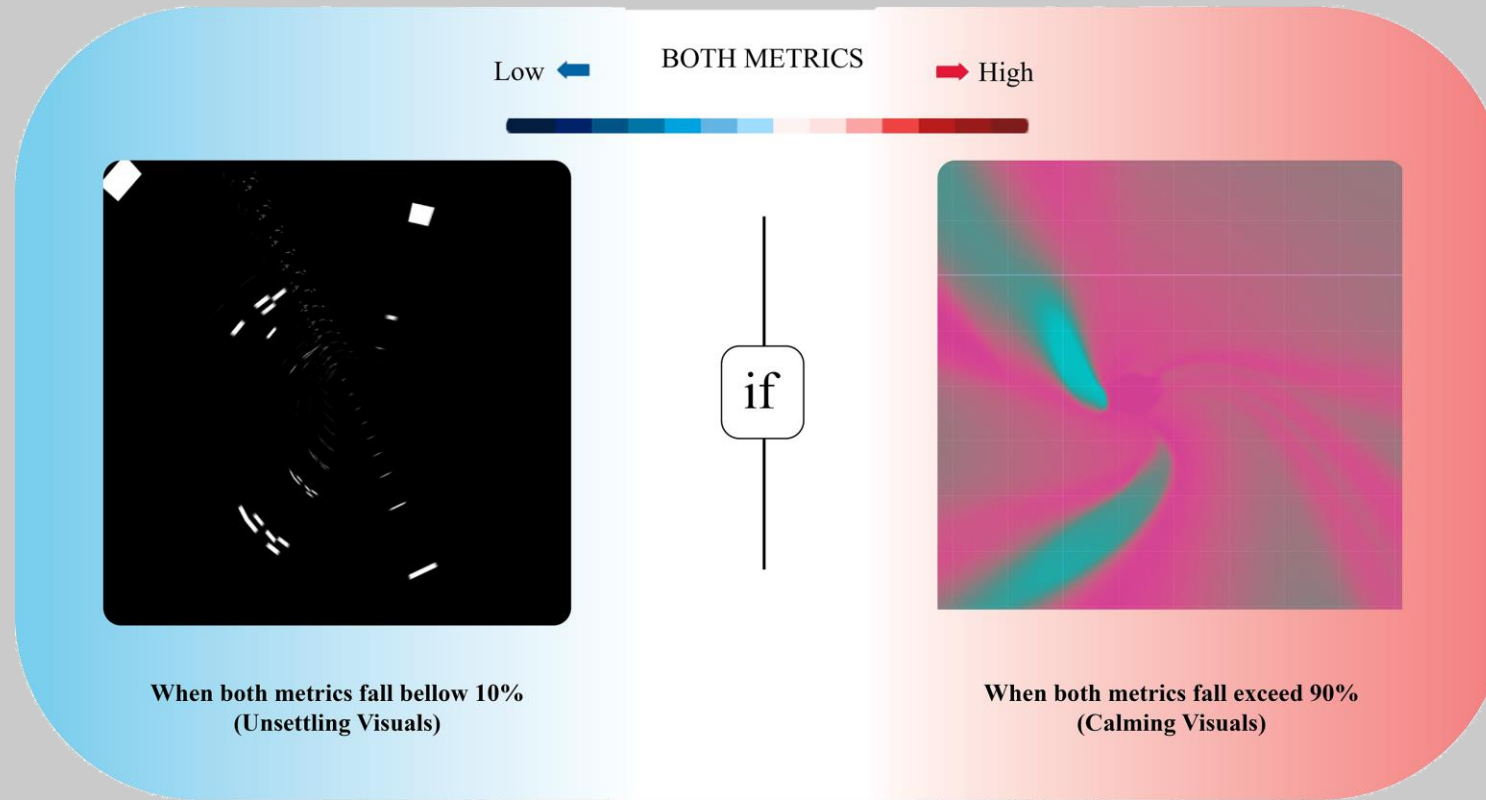 BOTH METRICS
Low
High
if
When both metrics fall bellow 10%
(Unsettling Visuals)
When both metrics fall exceed 90%
(Calming Visuals)